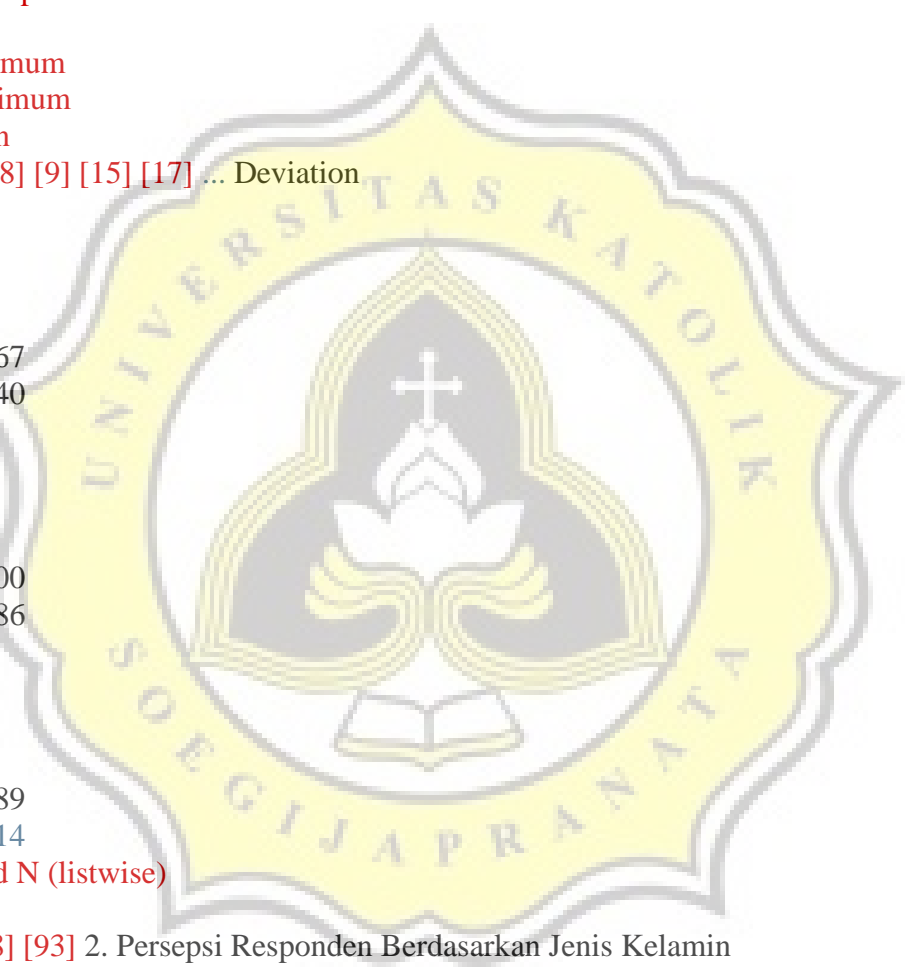 mum
imum
n
8] [9] [15] [17] ... Deviation
67
40
00
86
89
14
d N (listwise)
8] [93] 2. Persepsi Responden Berdasarkan Jenis Kelamin
UNIVERSITAS KATOLIK
SOEGIJAPRANATA